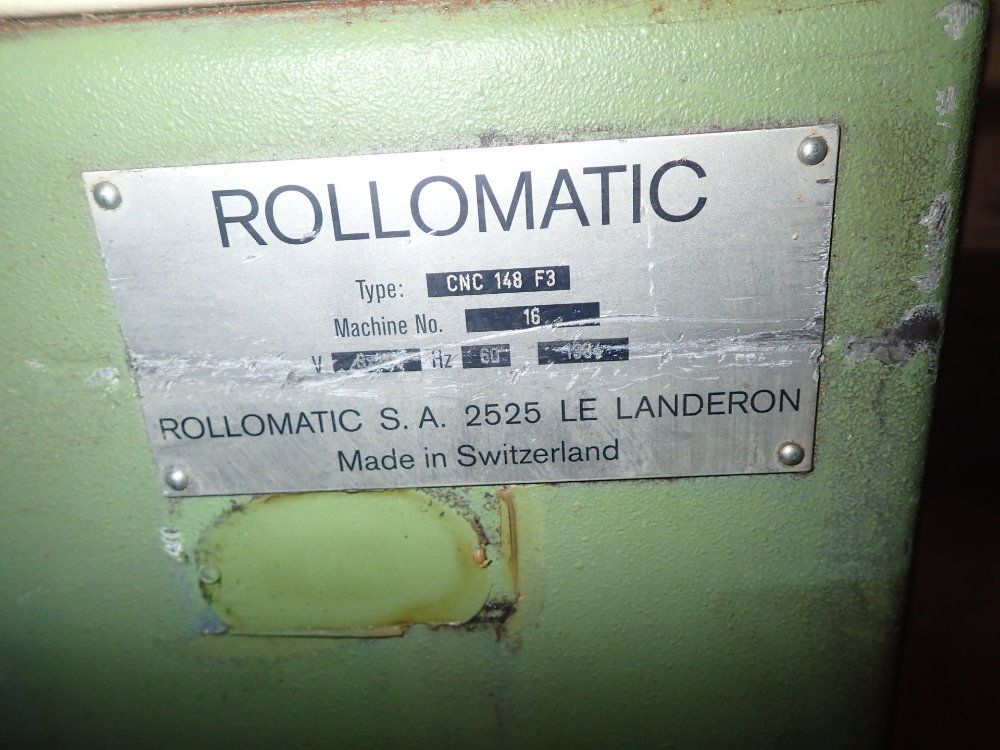 ROLLOMATIC
Type: CNC 148 F3
Machine No. 16
V Hz 60
ROLLOMATIC S.A. 2525 LE LANDERON
Made in Switzerland